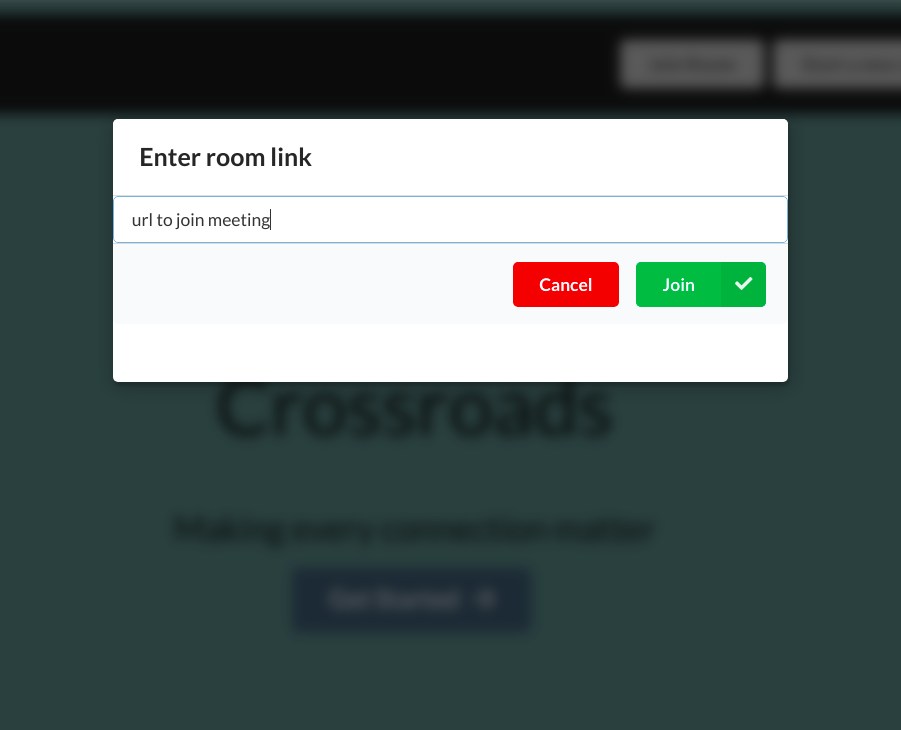 Enter room link
url to join meeting
Cancel
Join
Crossroads
Making every connection matter
Get Started